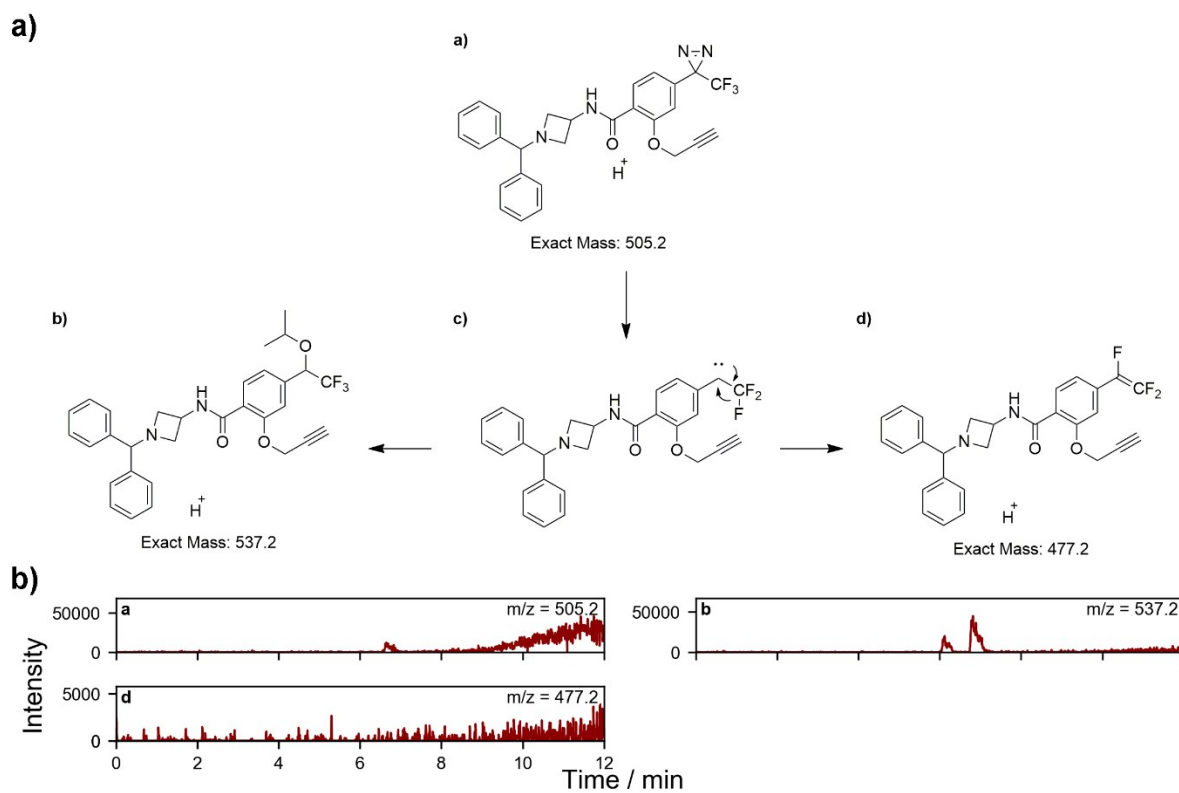 a)
a)
N=N
CF3
H
N
N
O
O
H+
Exact Mass: 505.2
b)
O
CF3
H
N
N
O
O
H+
Exact Mass: 537.2
c)
••
CF2
F
H
N
N
O
O
d)
F
CF2
H
N
N
O
O
H+
Exact Mass: 477.2
b)
Intensity
50000
0
a
m/z = 505.2
50000
0
b
m/z = 537.2
5000
0
d
m/z = 477.2
0 2 4 6 8 10 12
Time / min